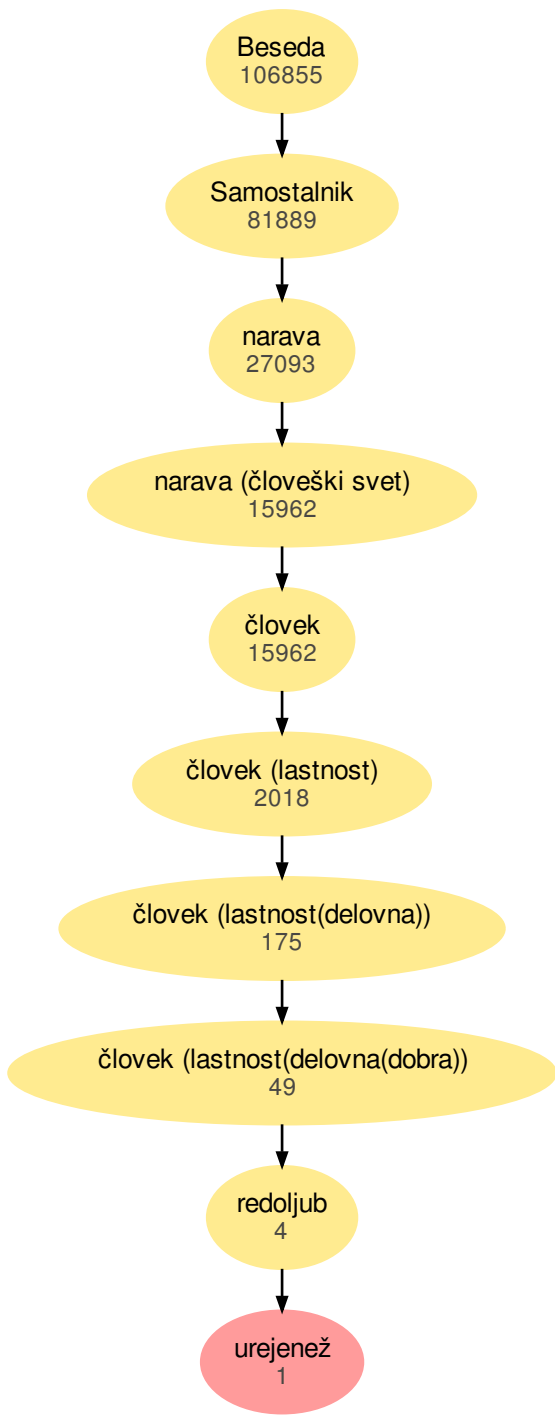 Beseda
106855
Samostalnik
81889
narava
27093
narava (človeški svet)
15962
človek
15962
človek (lastnost)
2018
človek (lastnost(delovna))
175
človek (lastnost(delovna(dobra))
49
redoljub
4
urejenež
1